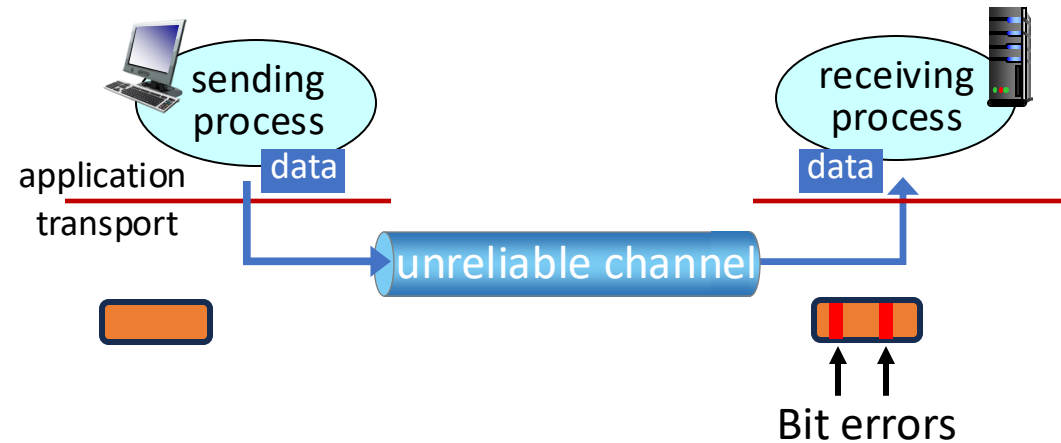 sending
process
data
application
transport
receiving
process
data
unreliable channel
Bit errors